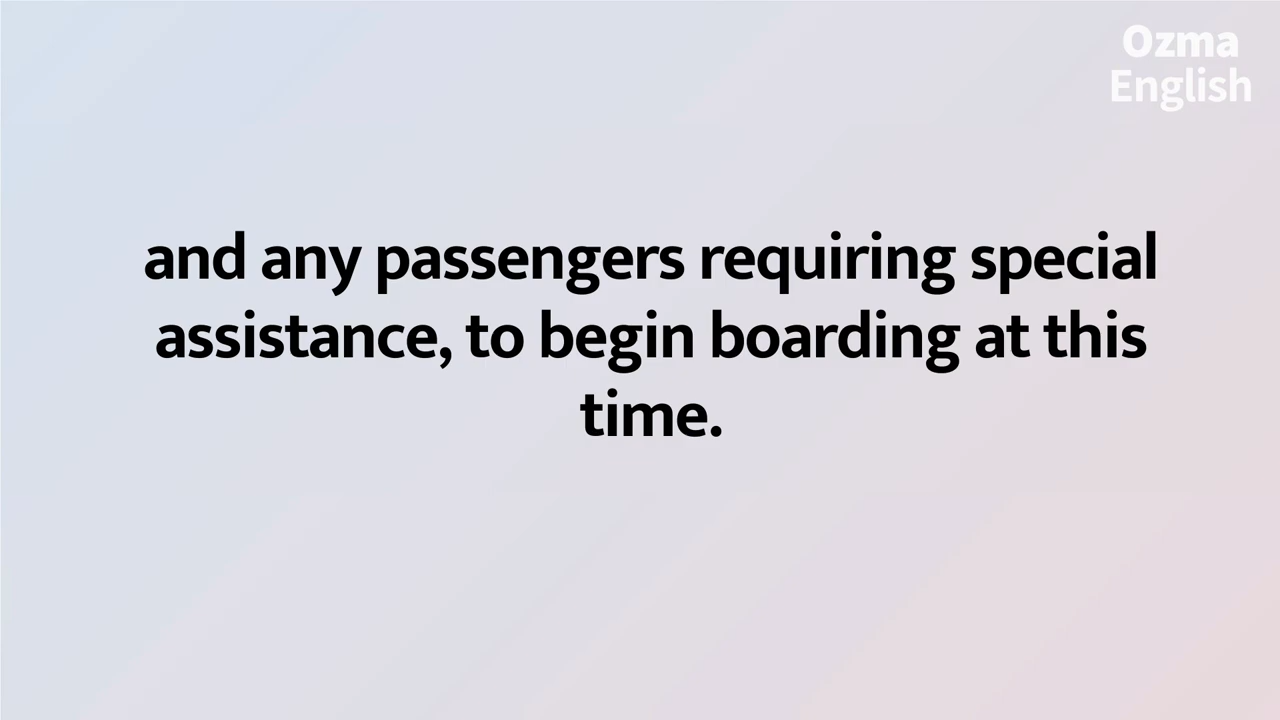 Ozma
English
and any passengers requiring special
assistance, to begin boarding at this
time.